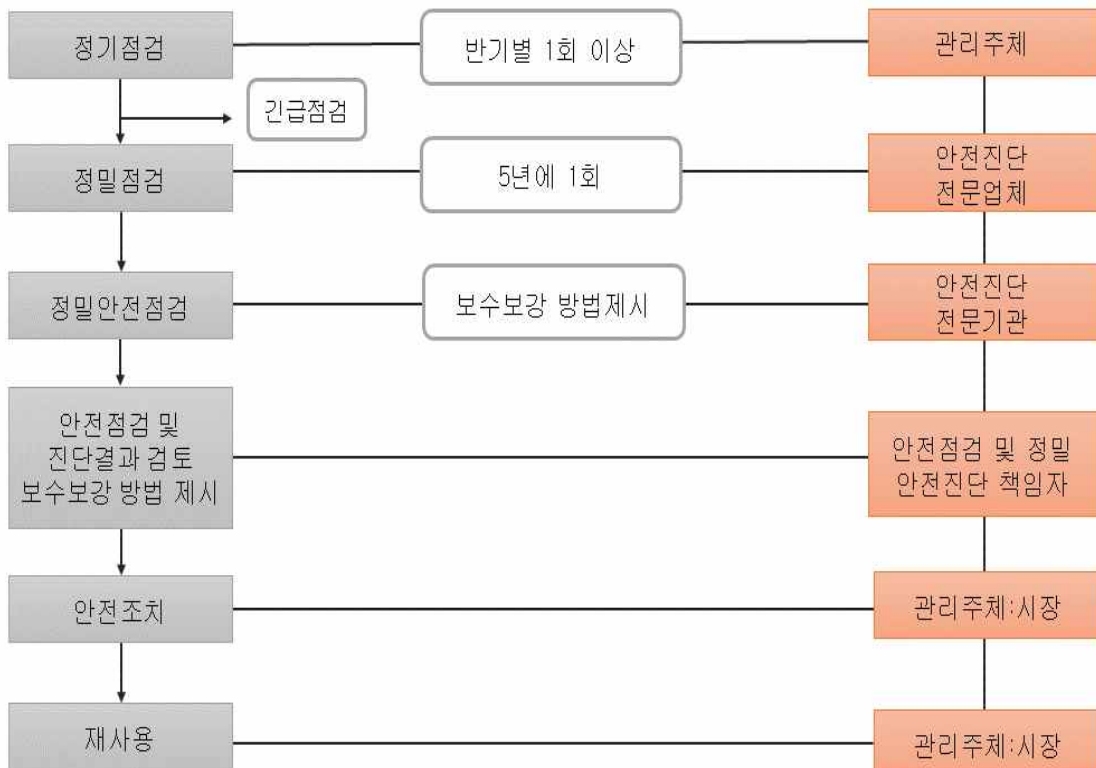 정기점검
반기별 1회 이상
관리주체
긴급점검
정밀점검
5년에 1회
안전진단
전문업체
정밀안전점검
보수보강 방법제시
안전진단
전문기관
안전점검 및
진단결과 검토
보수보강 방법 제시
안전점검 및 정밀
안전진단 책임자
안전조치
관리주체:시장
재사용
관리주체:시장